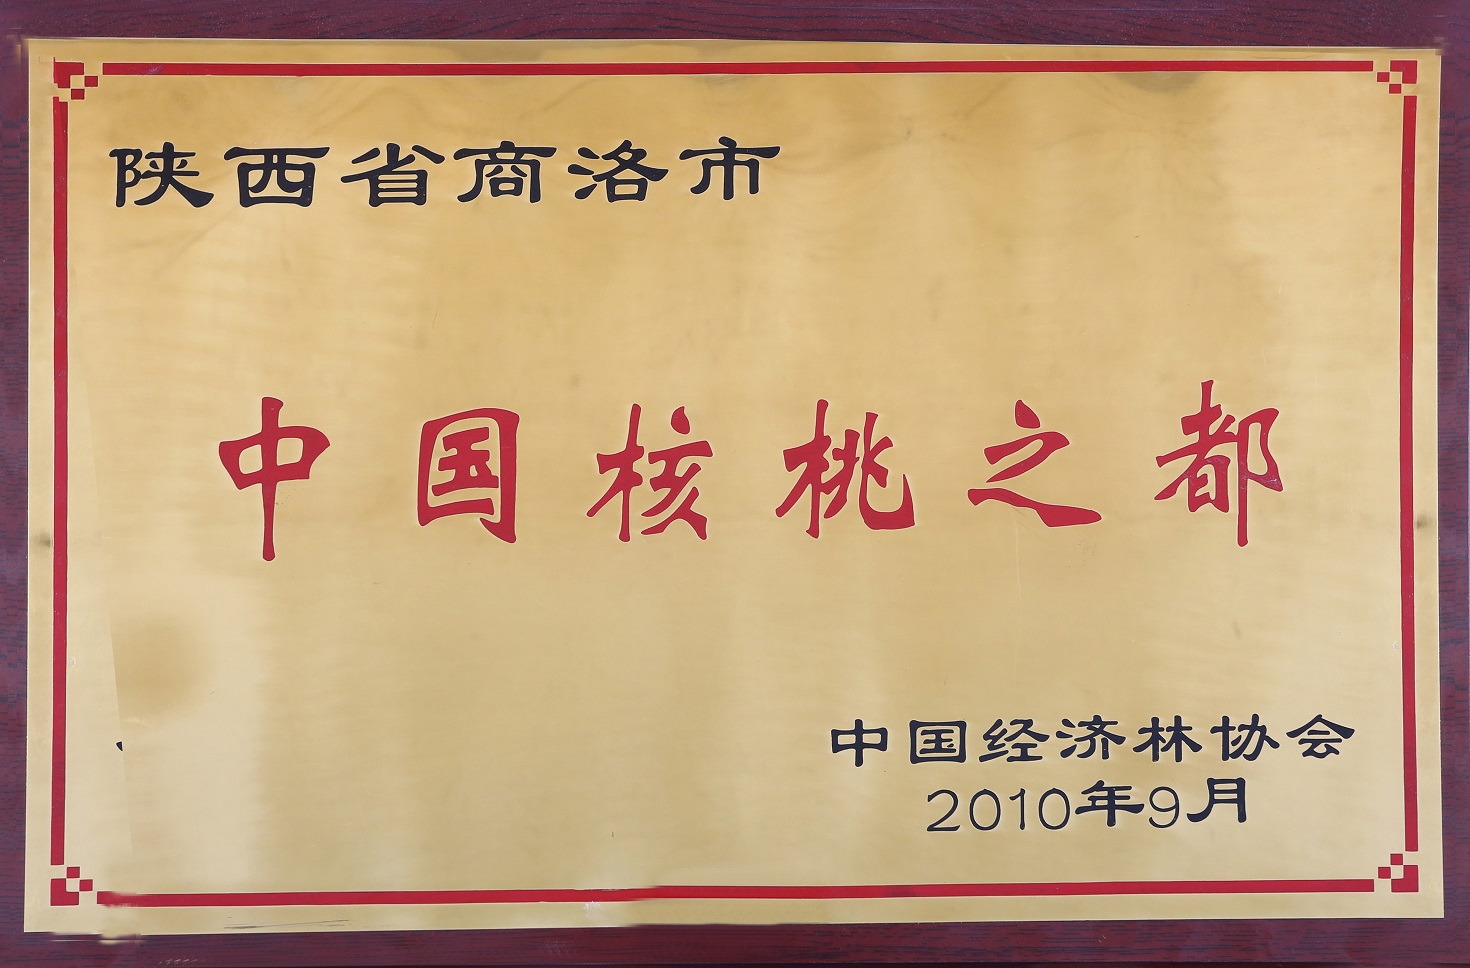 陕西省商洛市
中国核桃之都
中国经济林协会
2010年9月